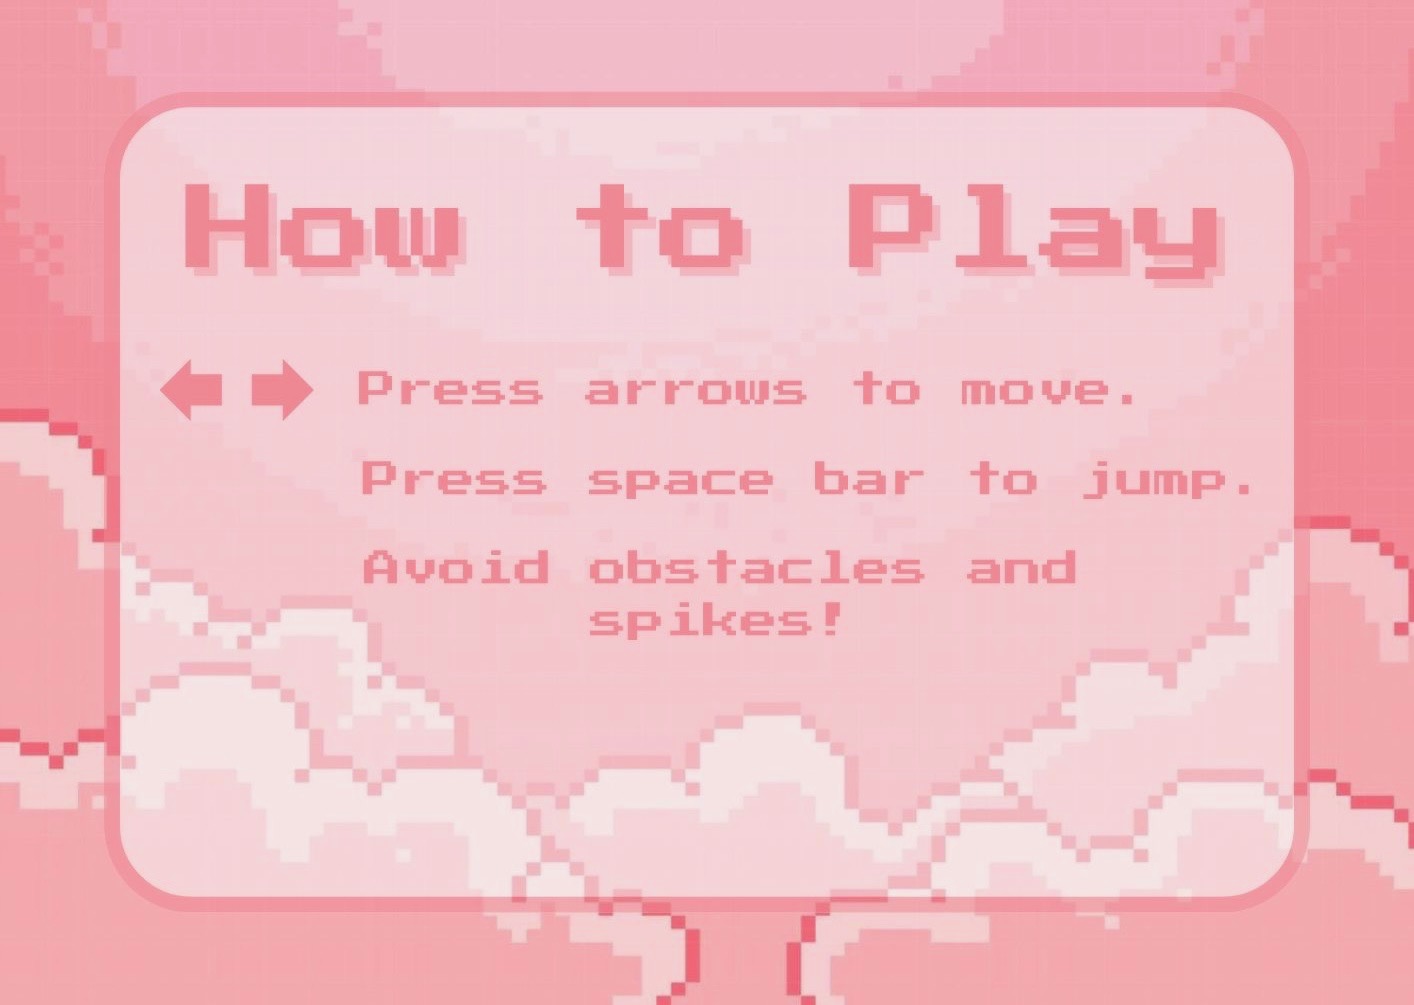 How to Play
Press arrows to move.
Press space bar to jump.
Avoid obstacles and
spikes!